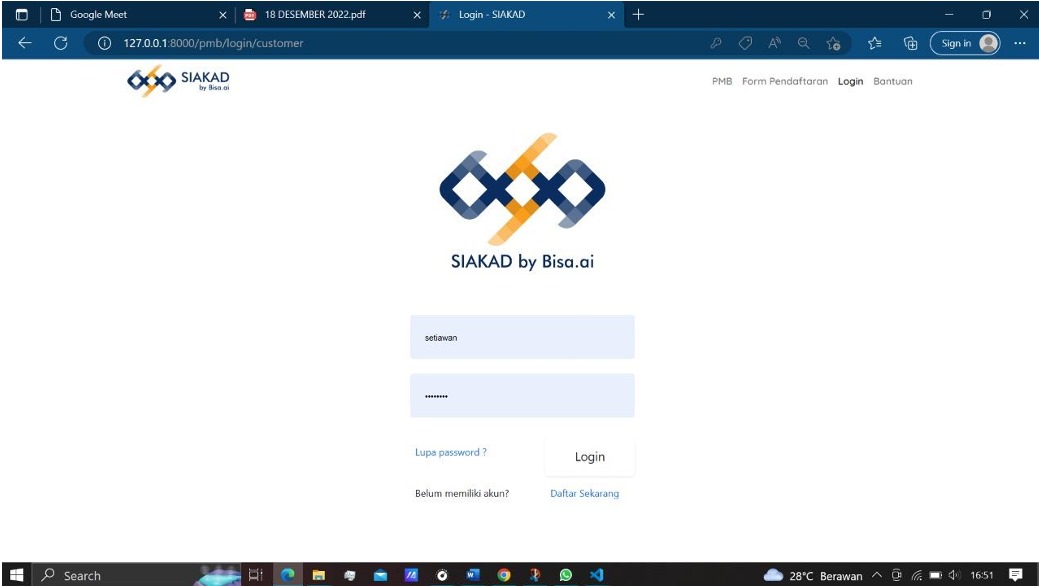 Google Meet
18 DESEMBER 2022.pdf
Login - SIAKAD
127.0.0.1:8000/pmb/login/customer
Sign in
SIAKAD
by Bisa.ai
PMB Form Pendaftaran Login Bantuan
SIAKAD by Bisa.ai
setiawan
••••••••
Lupa password ?
Login
Belum memiliki akun?
Daftar Sekarang
Search
28°C Berawan
16:51